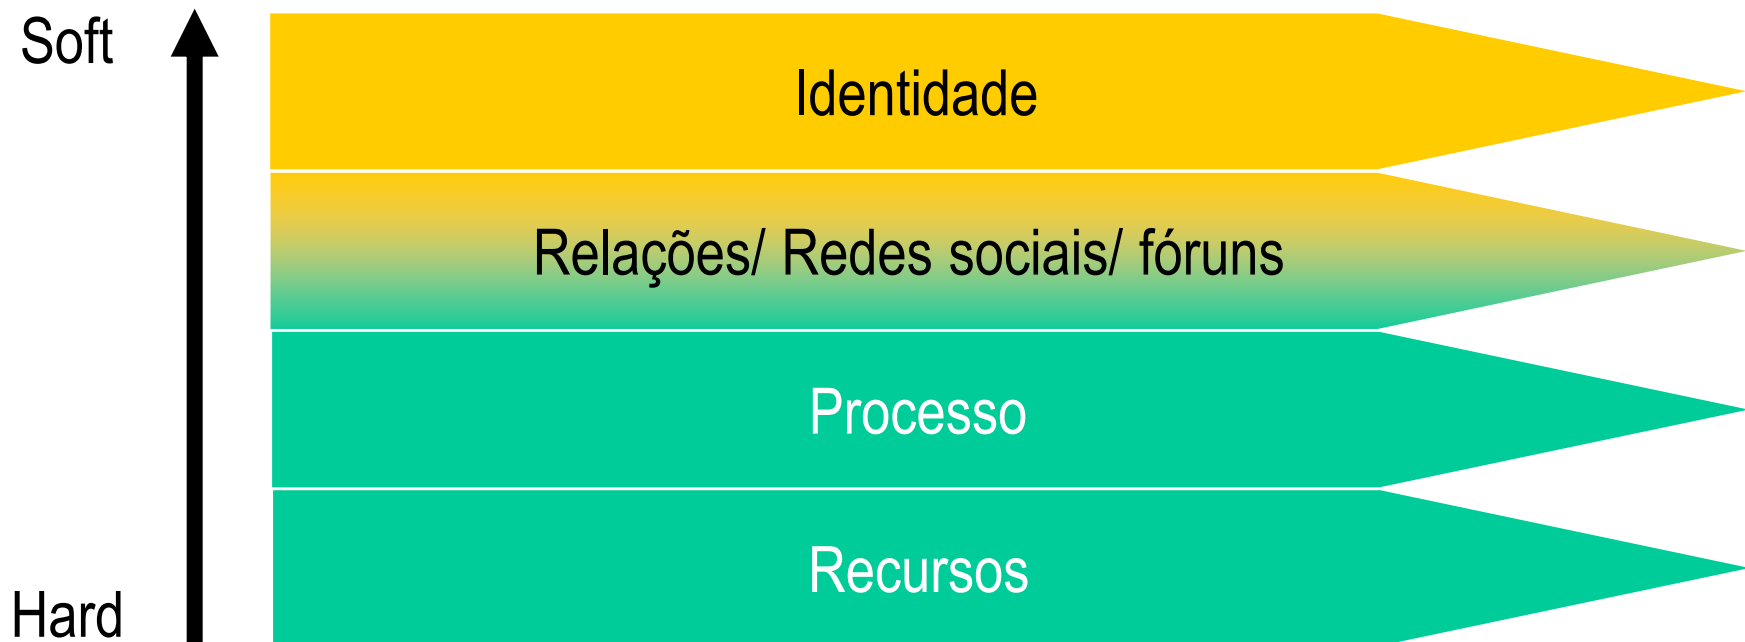 Soft
Identidade
Relações/ Redes sociais/ fóruns
Processo
Recursos
Hard